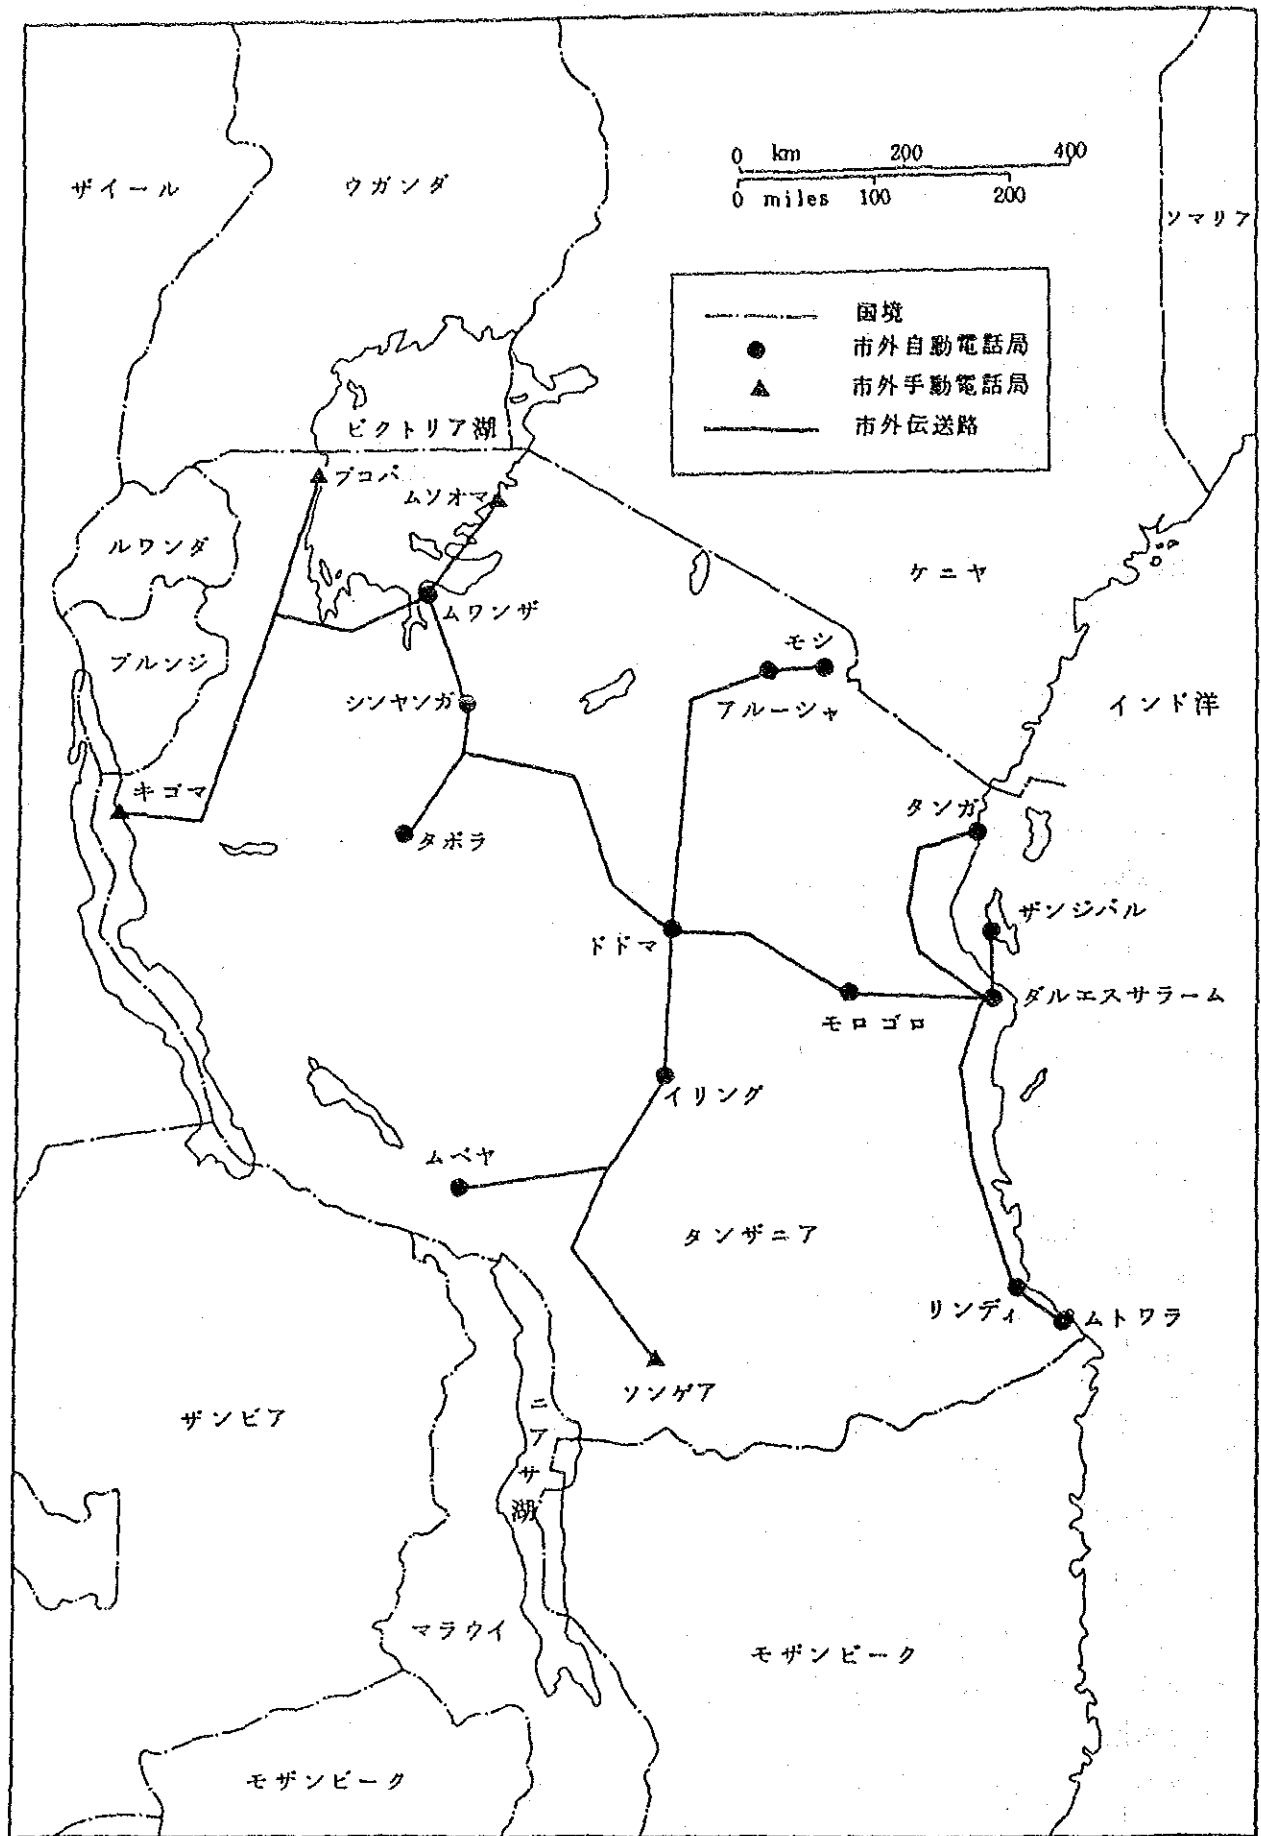 0 km 200 400
0 miles 100 200
ザイール
ウガンダ
ソマリア
国境
市外自動電話局
市外手動電話局
市外伝送路
ビクトリア湖
ブコバ
ムソオマ
ルワンダ
ケニヤ
ムワンザ
モシ
ブルンジ
シンヤンガ
アルーシャ
インド洋
キゴマ
タンガ
タボラ
ザンジバル
ドドマ
ダルエスサラーム
モロゴロ
イリング
ムベヤ
タンザニア
リンディ
ムトワラ
ソンゲア
ザンビア
ニアサ湖
マラウイ
モザンビーク
モザンビーク